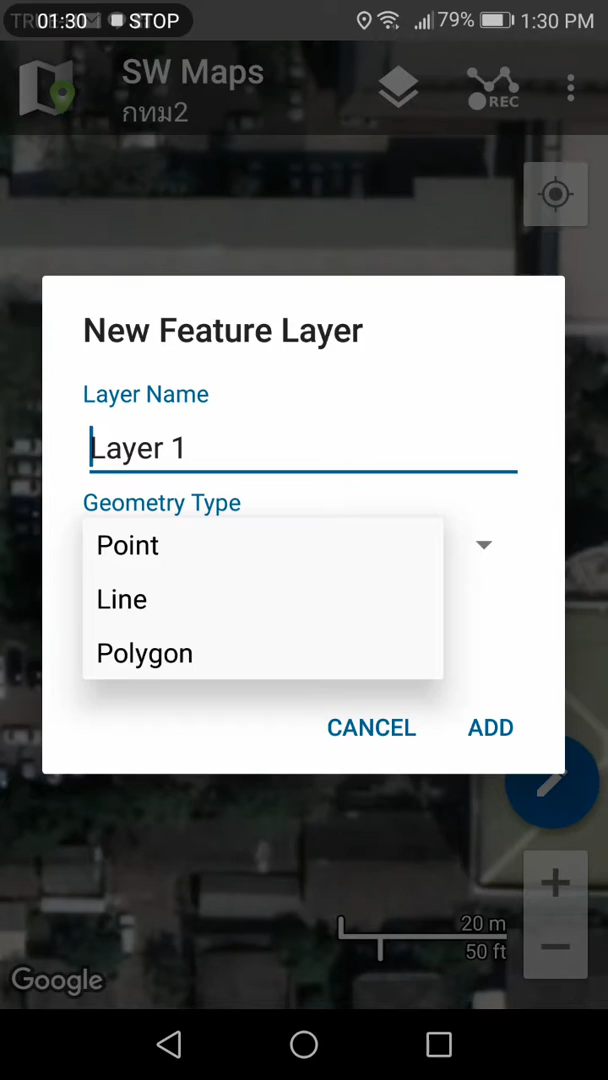 01:30 STOP 79% 1:30 PM
SW Maps
กทม2
REC
New Feature Layer
Layer Name
Layer 1
Geometry Type
Point
Line
Polygon
CANCEL ADD
20 m
50 ft
Google